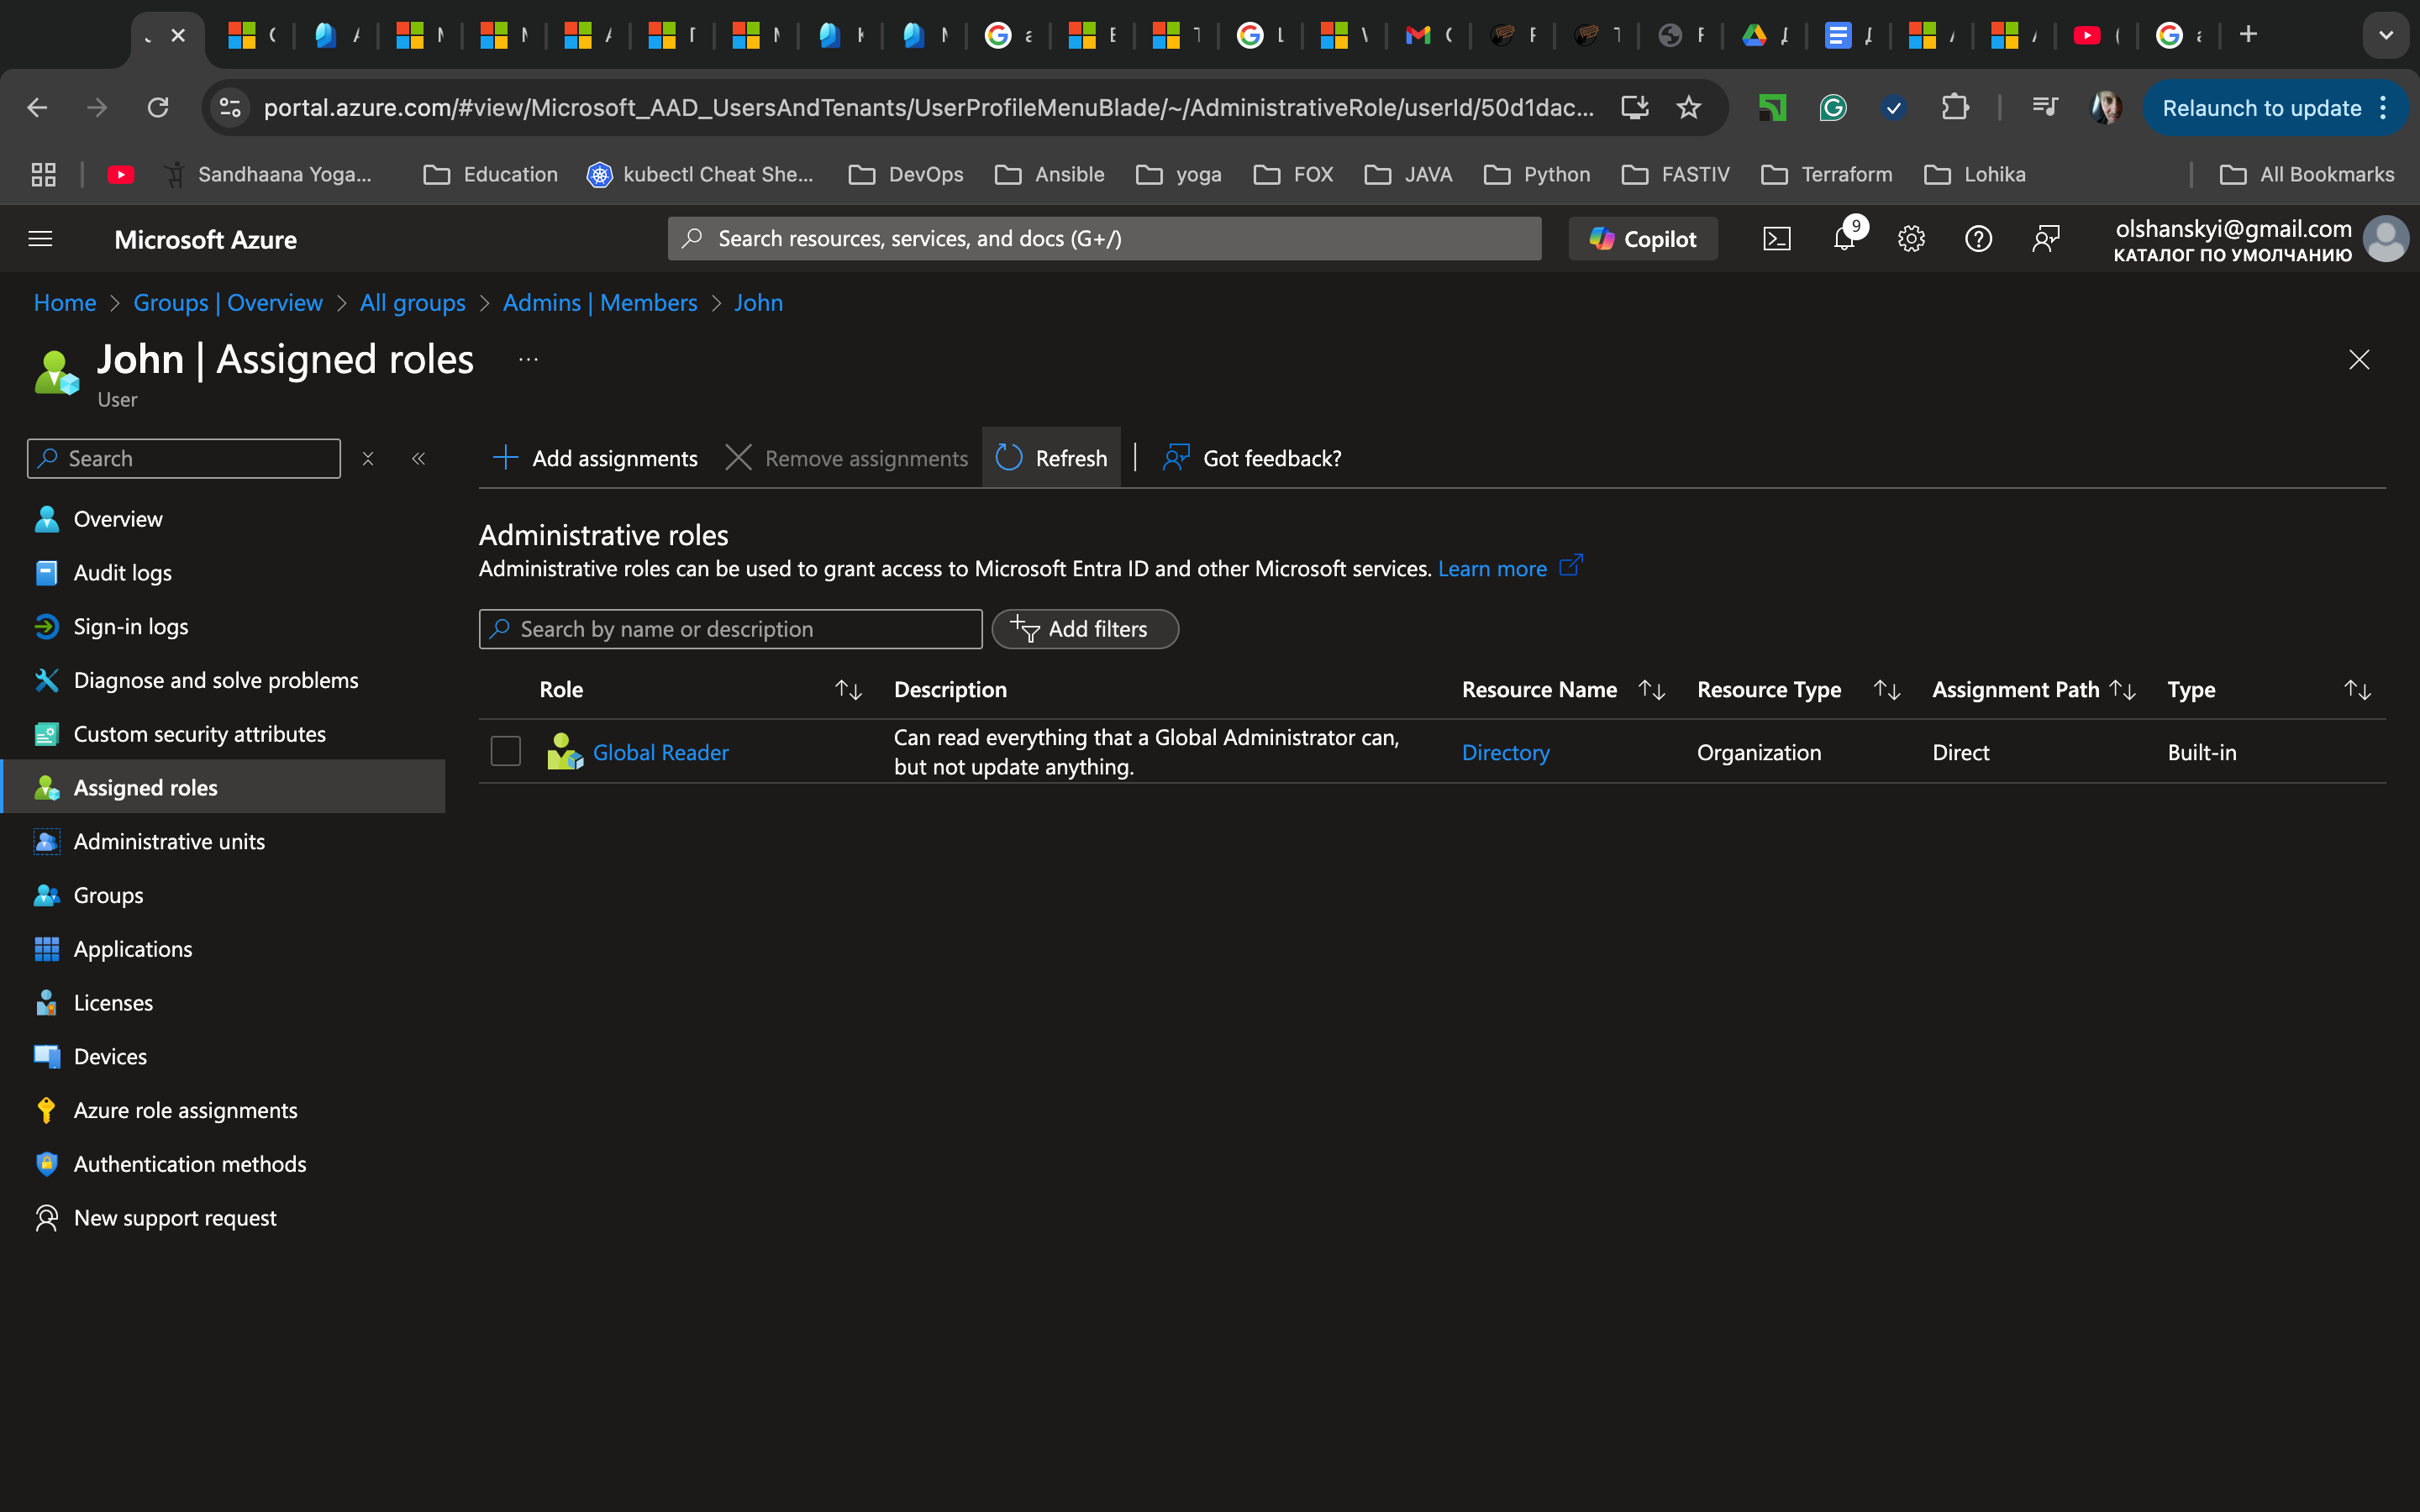 portal.azure.com/#view/Microsoft_AAD_UsersAndTenants/UserProfileMenuBlade/~/AdministrativeRole/userId/50d1dac...
Relaunch to update
Sandhaana Yoga...
Education
kubectl Cheat She...
DevOps
Ansible
yoga
FOX
JAVA
Python
FASTIV
Terraform
Lohika
All Bookmarks
Microsoft Azure
Search resources, services, and docs (G+/)
Copilot
9
olshanskyi@gmail.com
КАТАЛОГ ПО УМОЛЧАНИЮ
Home > Groups | Overview > All groups > Admins | Members > John
John | Assigned roles ...
User
Search
Add assignments
Remove assignments
Refresh
Got feedback?
Overview
Audit logs
Sign-in logs
Diagnose and solve problems
Custom security attributes
Assigned roles
Administrative units
Groups
Applications
Licenses
Devices
Azure role assignments
Authentication methods
New support request
Administrative roles
Administrative roles can be used to grant access to Microsoft Entra ID and other Microsoft services. Learn more
Search by name or description
Add filters
Role Description Resource Name Resource Type Assignment Path Type
Global Reader
Can read everything that a Global Administrator can,
but not update anything.
Directory
Organization
Direct
Built-in